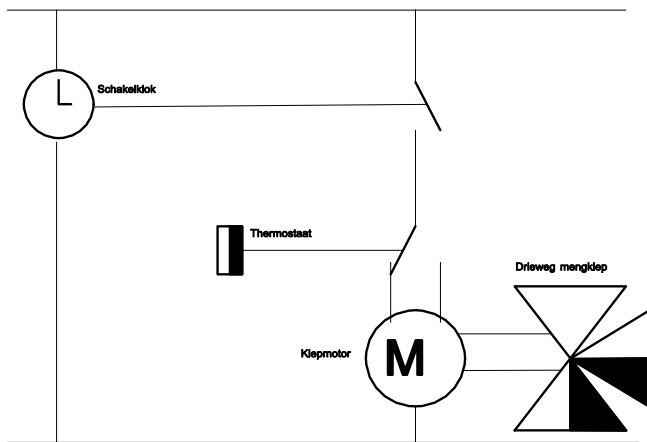 Schakelklok
Thermostaat
Drieweg mengklep
Klepmotor
M